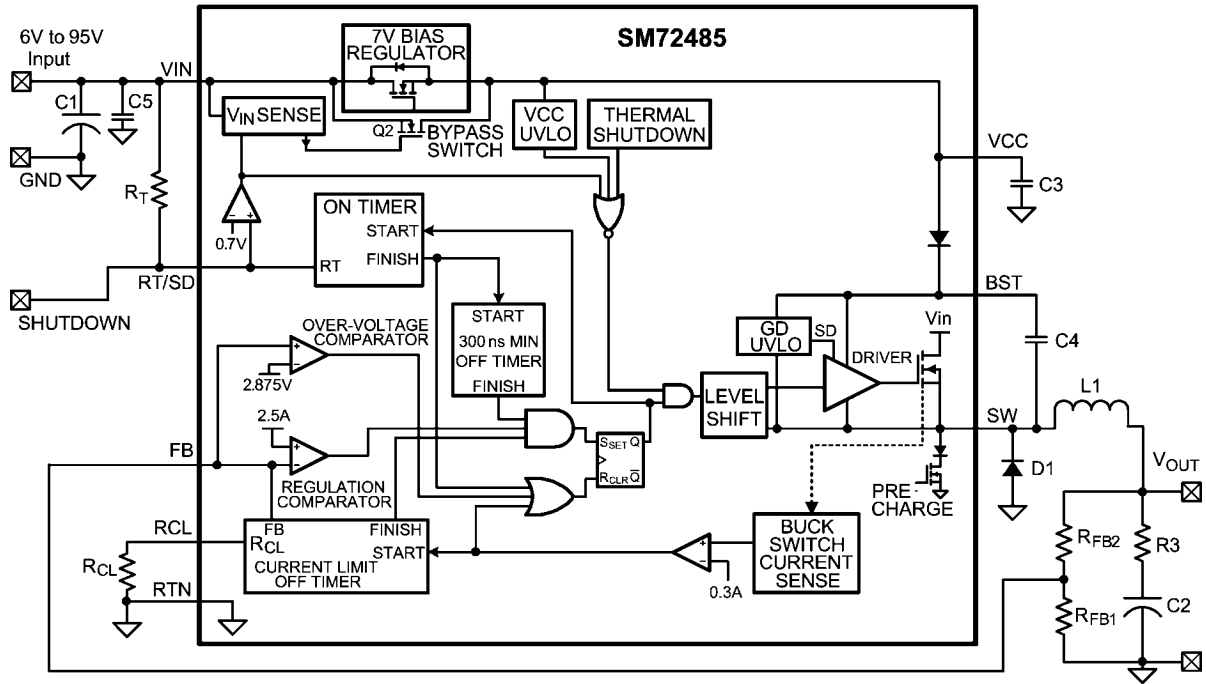 6V to 95V
Input
SM72485
7V BIAS
REGULATOR
VIN
C1
C5
VIN SENSE
Q2
BYPASS
SWITCH
VCC
UVLO
THERMAL
SHUTDOWN
VCC
C3
GND
RT
0.7V
- +
ON TIMER
START
RT
FINISH
RT/SD
SHUTDOWN
START
300 ns MIN
OFF TIMER
FINISH
OVER-VOLTAGE
COMPARATOR
+
-
2.875V
BST
Vin
GD
UVLO
SD
DRIVER
C4
LEVEL
SHIFT
SW
L1
2.5A
+
-
FB
REGULATION
COMPARATOR
SSET Q
RCLR Q̅
D1
VOUT
PRE-
CHARGE
RCL
FB
FINISH
RCL
START
CURRENT LIMIT
OFF TIMER
RCL
RTN
+
-
0.3A
BUCK
SWITCH
CURRENT
SENSE
RFB2
R3
RFB1
C2